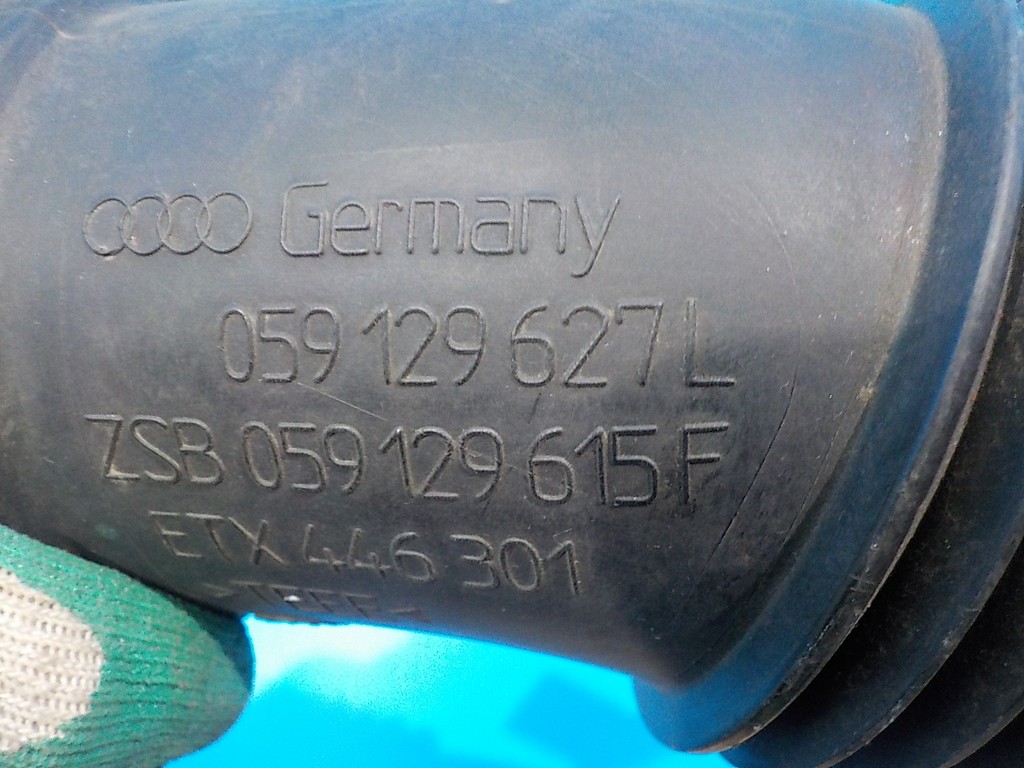 Germany
059 129 627 L
ZSB 059 129 615 F
ETX 446 301